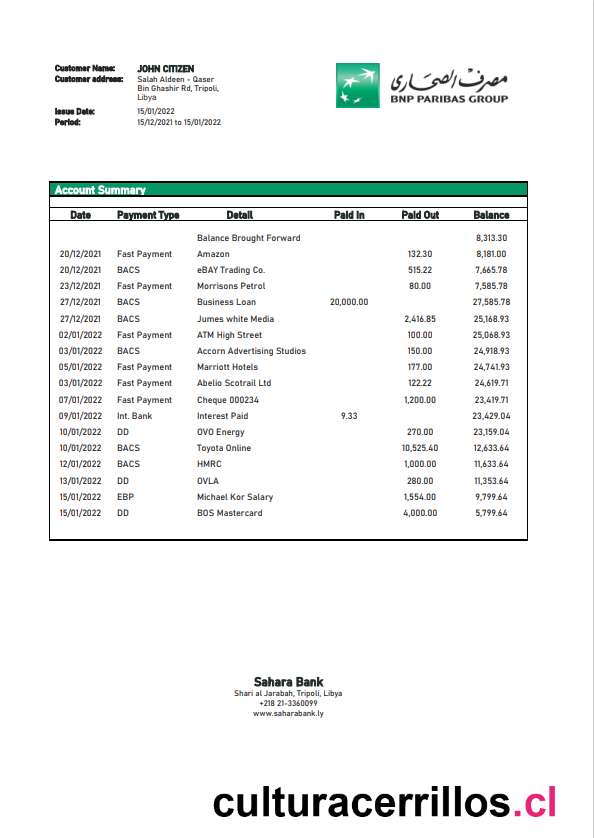 Customer Name: JOHN CITIZEN
Customer address: Salah Aldeen - Qaser
Bin Ghashir Rd, Tripoli,
Libya
Issue Date: 15/01/2022
Period: 15/12/2021 to 15/01/2022
مصرف الصحاري
BNP PARIBAS GROUP
Account Summary
Date Payment Type Detail Paid In Paid Out Balance
Balance Brought Forward 8,313.30
20/12/2021 Fast Payment Amazon 132.30 8,181.00
20/12/2021 BACS eBAY Trading Co. 515.22 7,665.78
23/12/2021 Fast Payment Morrisons Petrol 80.00 7,585.78
27/12/2021 BACS Business Loan 20,000.00 27,585.78
27/12/2021 BACS Jumes white Media 2,416.85 25,168.93
02/01/2022 Fast Payment ATM High Street 100.00 25,068.93
03/01/2022 BACS Accorn Advertising Studios 150.00 24,918.93
05/01/2022 Fast Payment Marriott Hotels 177.00 24,741.93
03/01/2022 Fast Payment Abelio Scotrail Ltd 122.22 24,619.71
07/01/2022 Fast Payment Cheque 000234 1,200.00 23,419.71
09/01/2022 Int. Bank Interest Paid 9.33 23,429.04
10/01/2022 DD OVO Energy 270.00 23,159.04
10/01/2022 BACS Toyota Online 10,525.40 12,633.64
12/01/2022 BACS HMRC 1,000.00 11,633.64
13/01/2022 DD OVLA 280.00 11,353.64
15/01/2022 EBP Michael Kor Salary 1,554.00 9,799.64
15/01/2022 DD BOS Mastercard 4,000.00 5,799.64
Sahara Bank
Shari al Jarabah, Tripoli, Libya
+218 21-3360099
www.saharabank.ly
culturacerrillos.cl